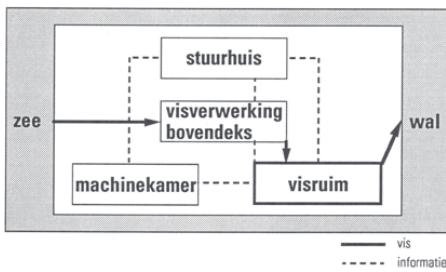 stuurhuis
zee
visverwerking
bovendeks
wal
machinekamer
visruim
vis
informatie